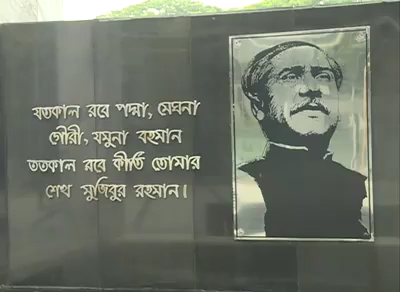 যতকাল রবে পদ্মা, মেঘনা
গৌরী, যমুনা বহমান
ততকাল রবে কীর্তি তোমার
শেখ মুজিবুর রহমান।